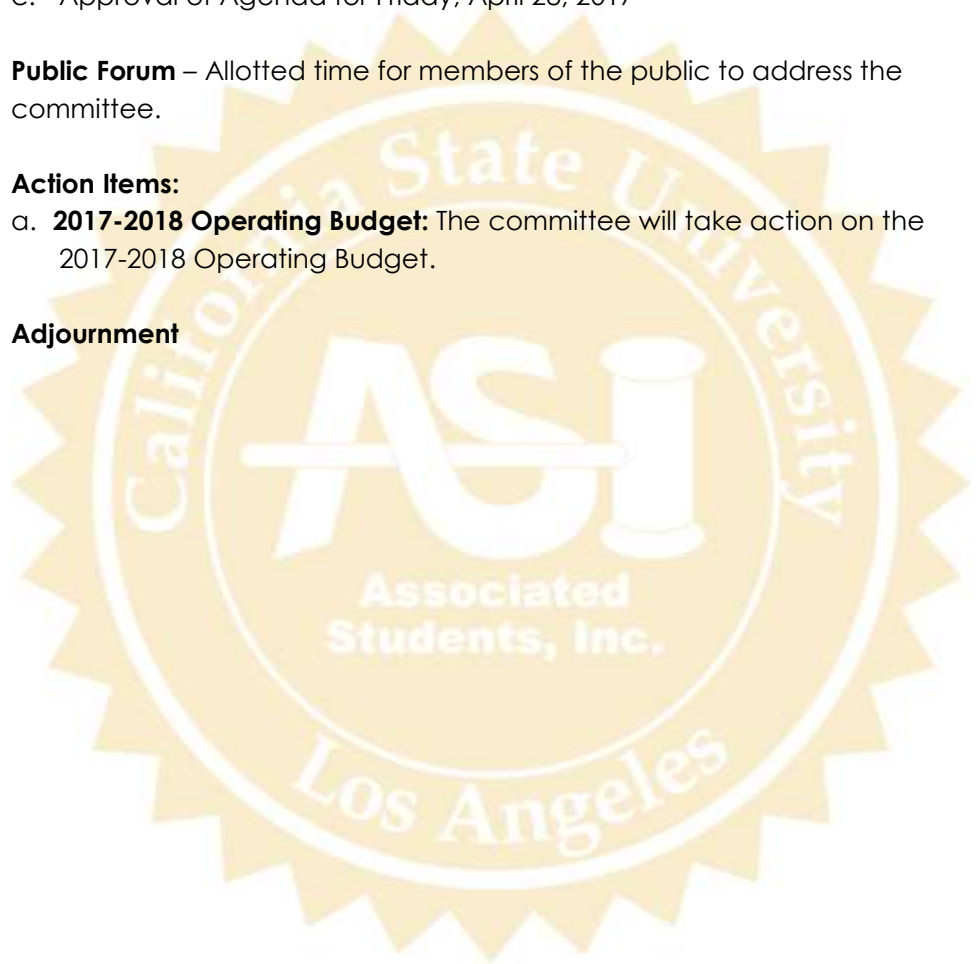 Approval of Agenda for Friday, April 2017
Public Forum – Allotted time for members of the public to address the
committee.
Action Items:
a. 2017-2018 Operating Budget: The committee will take action on the
2017-2018 Operating Budget.
Adjournment
California State University
ASI
Associated
Students, Inc.
Los Angeles